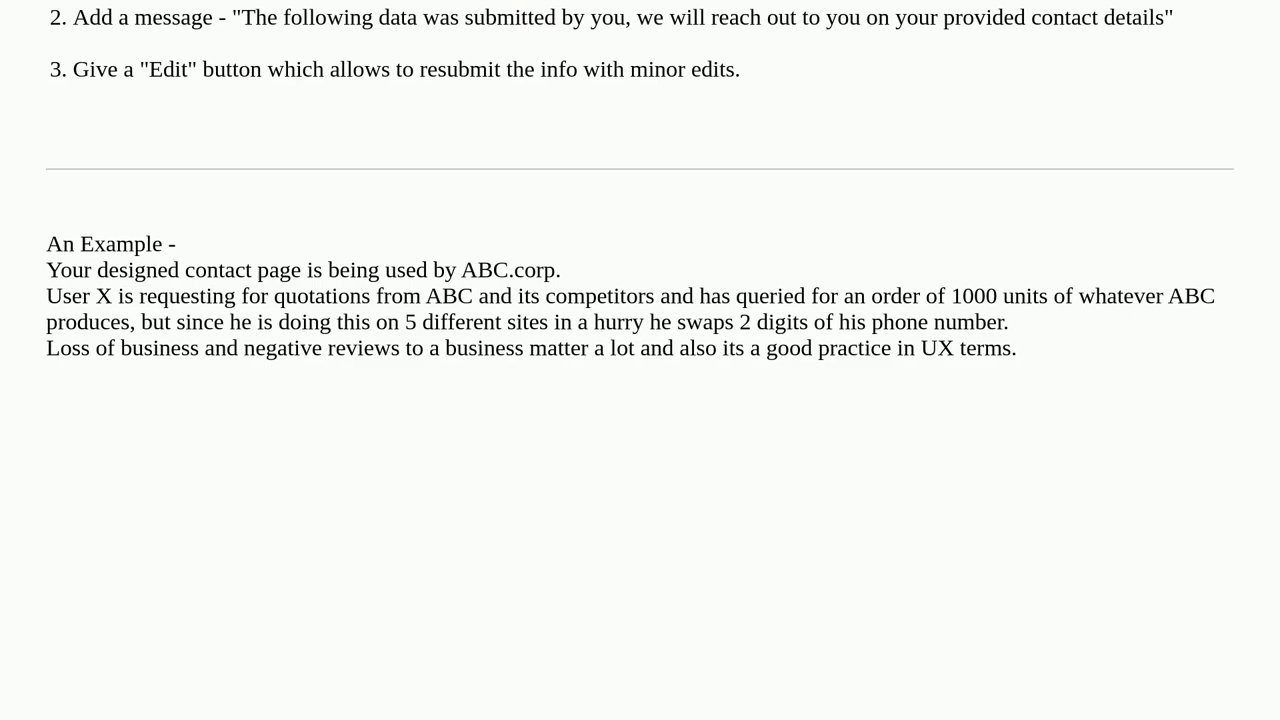 2. Add a message - "The following data was submitted by you, we will reach out to you on your provided contact details"
3. Give a "Edit" button which allows to resubmit the info with minor edits.
An Example -
Your designed contact page is being used by ABC.corp.
User X is requesting for quotations from ABC and its competitors and has queried for an order of 1000 units of whatever ABC
produces, but since he is doing this on 5 different sites in a hurry he swaps 2 digits of his phone number.
Loss of business and negative reviews to a business matter a lot and also its a good practice in UX terms.